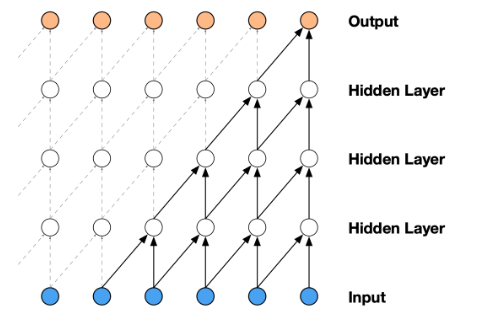 Output
Hidden Layer
Hidden Layer
Hidden Layer
Input